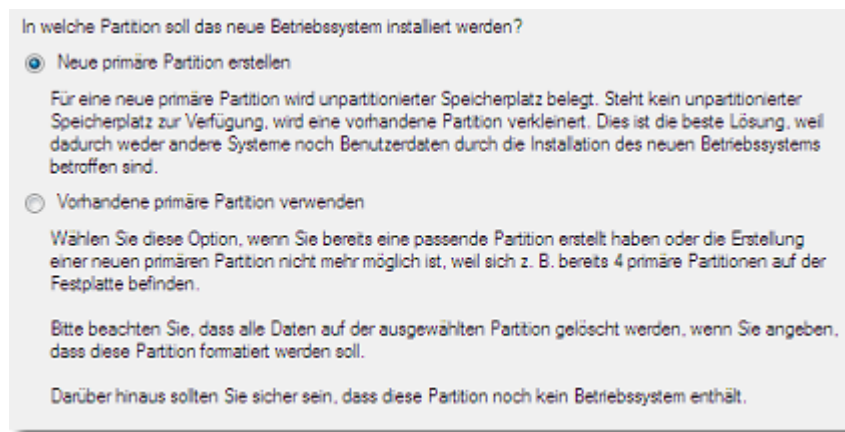 In welche Partition soll das neue Betriebssystem installiert werden?
Neue primäre Partition erstellen
Für eine neue primäre Partition wird unpartitionierter Speicherplatz belegt. Steht kein unpartitionierter
Speicherplatz zur Verfügung, wird eine vorhandene Partition verkleinert. Dies ist die beste Lösung, weil
dadurch weder andere Systeme noch Benutzerdaten durch die Installation des neuen Betriebssystems
betroffen sind.
Vorhandene primäre Partition verwenden
Wählen Sie diese Option, wenn Sie bereits eine passende Partition erstellt haben oder die Erstellung
einer neuen primären Partition nicht mehr möglich ist, weil sich z. B. bereits 4 primäre Partitionen auf der
Festplatte befinden.
Bitte beachten Sie, dass alle Daten auf der ausgewählten Partition gelöscht werden, wenn Sie angeben,
dass diese Partition formatiert werden soll.
Darüber hinaus sollten Sie sicher sein, dass diese Partition noch kein Betriebssystem enthält.